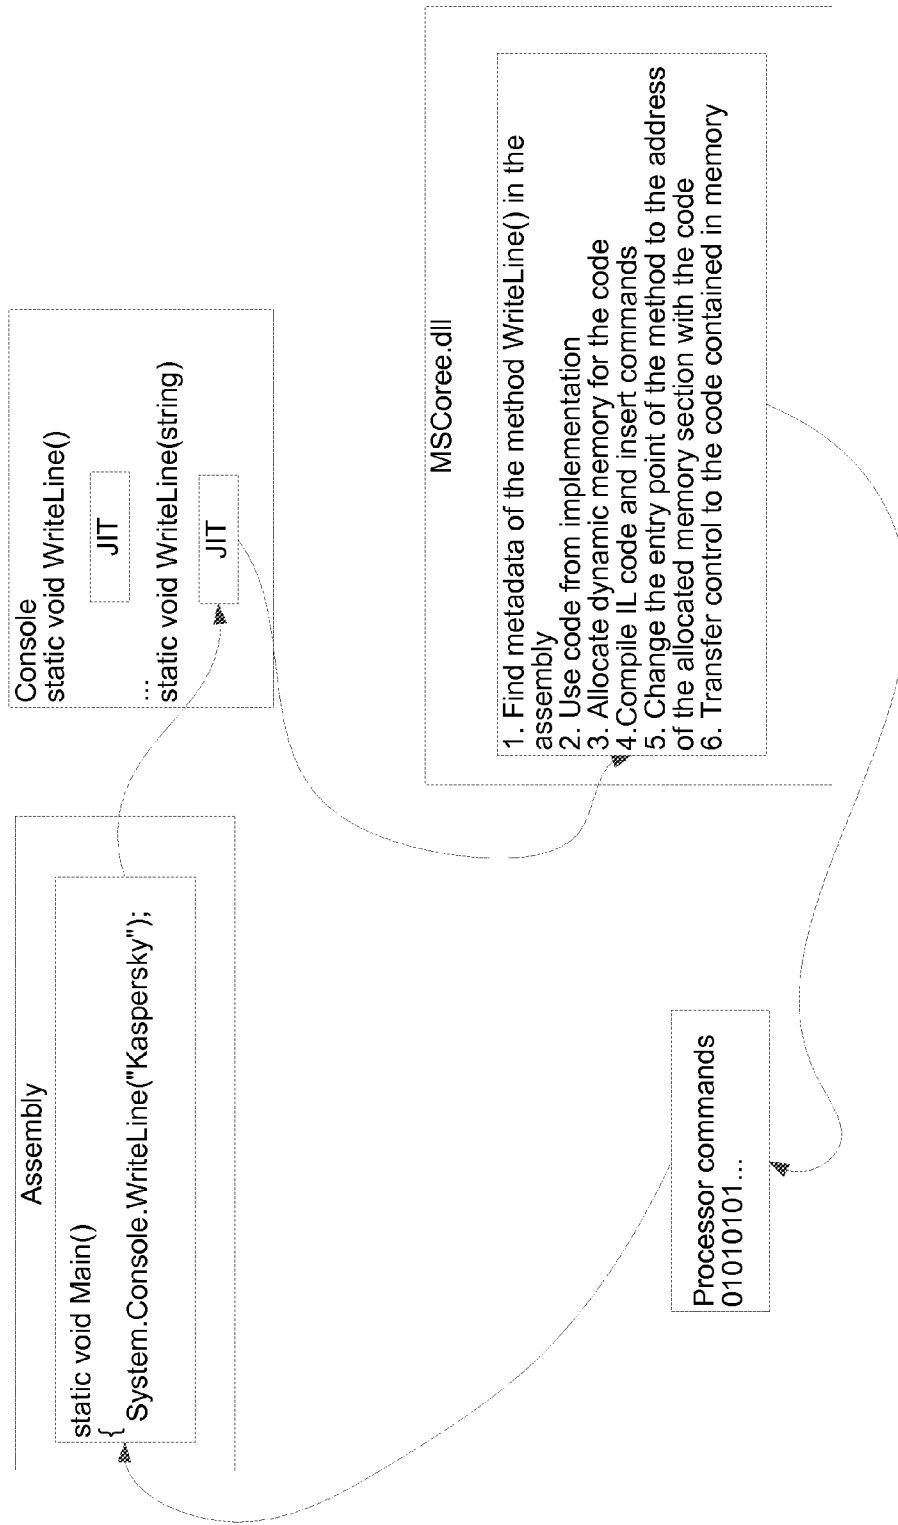 Assembly
static void Main()
{
System.Console.WriteLine("Kaspersky");
Console
static void WriteLine()
JIT
...
static void WriteLine(string)
JIT
MSCoree.dll
1. Find metadata of the method WriteLine() in the
assembly
2. Use code from implementation
3. Allocate dynamic memory for the code
4.Compile IL code and insert commands
5. Change the entry point of the method to the address
of the allocated memory section with the code
6. Transfer control to the code contained in memory
Processor commands
01010101...